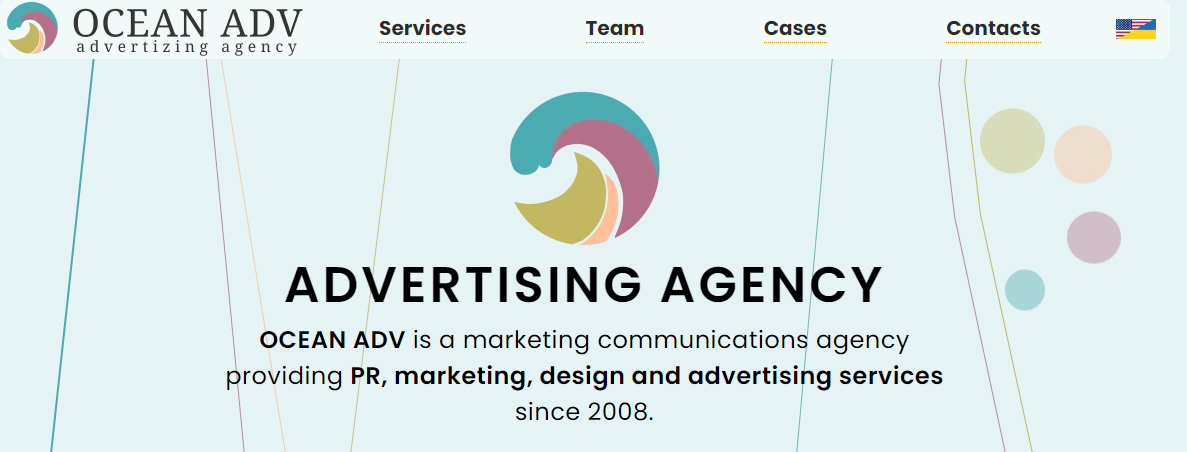 OCEAN ADV
advertizing agency
Services
Team
Cases
Contacts
ADVERTISING AGENCY
OCEAN ADV is a marketing communications agency
providing PR, marketing, design and advertising services
since 2008.